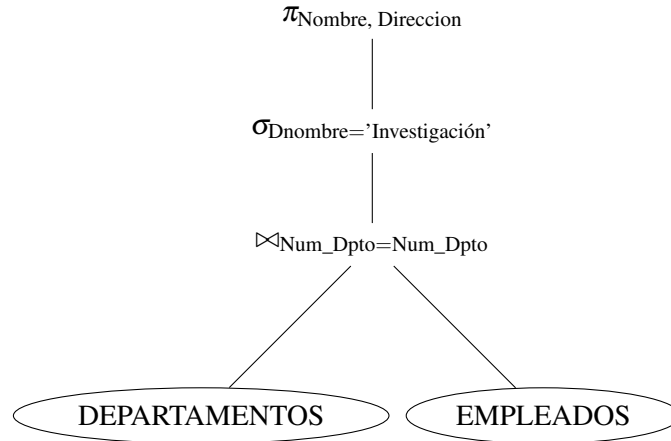 πNombre, Direccion
σDnombre=’Investigación’
⋈Num_Dpto=Num_Dpto
DEPARTAMENTOS
EMPLEADOS